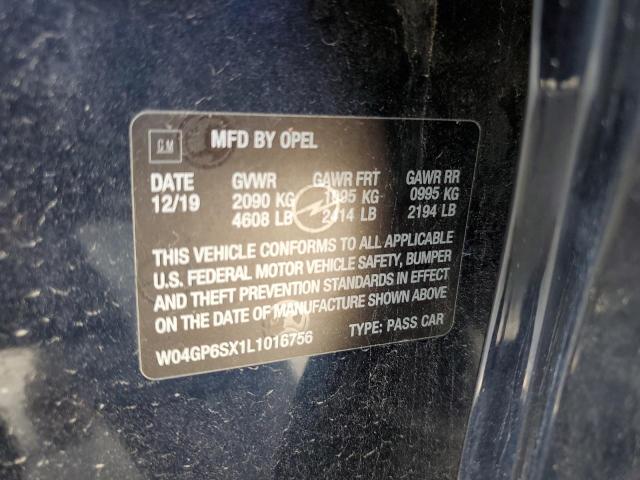 GM MFD BY OPEL
DATE GVWR GAWR FRT GAWR RR
12/19 2090 KG 1095 KG 0995 KG
4608 LB 2414 LB 2194 LB
THIS VEHICLE CONFORMS TO ALL APPLICABLE
U.S. FEDERAL MOTOR VEHICLE SAFETY, BUMPER
AND THEFT PREVENTION STANDARDS IN EFFECT
ON THE DATE OF MANUFACTURE SHOWN ABOVE
W04GP6SX1L1016756 TYPE: PASS CAR